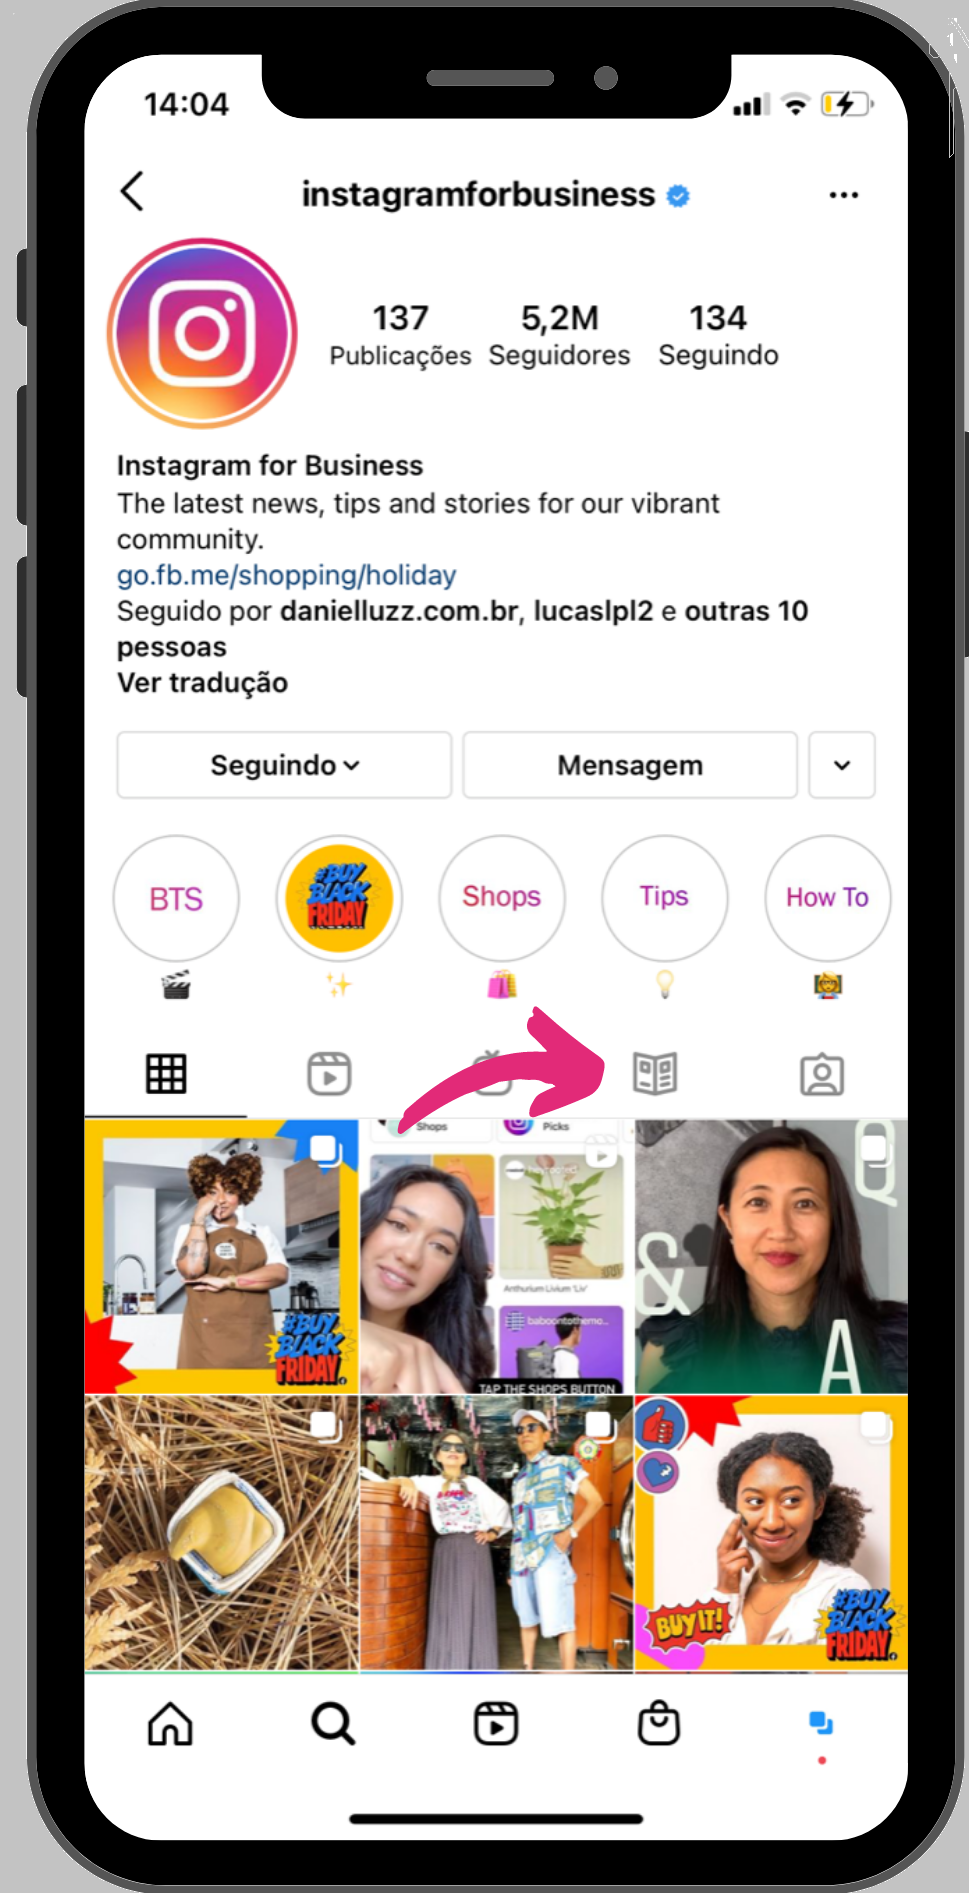 14:04
instagramforbusiness
137 5,2M 134
Publicações Seguidores Seguindo
Instagram for Business
The latest news, tips and stories for our vibrant
community.
go.fb.me/shopping/holiday
Seguido por danielluzz.com.br, lucaslpl2 e outras 10
pessoas
Ver tradução
Seguindo Mensagem
BTS
#BUY
BLACK
FRIDAY
Shops
Tips
How To
#BUY
BLACK
FRIDAY
Shops
Picks
Anthurium Livium 'Liv'
baboontothemo...
TAP THE SHOPS BUTTON
Q
&
A
BUY IT!
#BUY
BLACK
FRIDAY